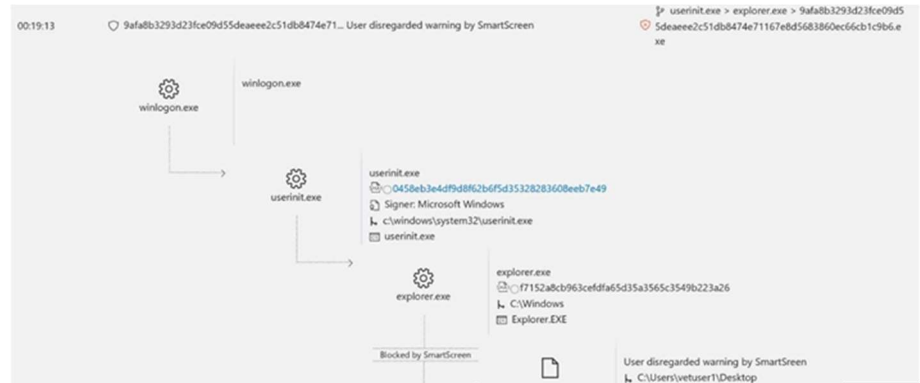 userinit.exe > explorer.exe > 9afa8b3293d23fce09d5
00:19:13 9afa8b3293d23fce09d55deaeee2c51db8474e71... User disregarded warning by SmartScreen 5deaeee2c51db8474e71167e8d5683860ec66cb1c9b6.e
xe
winlogon.exe
winlogon.exe
userinit.exe
0458eb3e4df9d8f62b6f5d35328283608eeb7e49
Signer: Microsoft Windows
userinit.exe
c:\windows\system32\userinit.exe
userinit.exe
explorer.exe
f7152a8cb963cefdfa65d35a3565c3549b223a26
explorer.exe
C:\Windows
Explorer.EXE
Blocked by SmartScreen
User disregarded warning by SmartSreen
C:\Users\vetuser1\Desktop